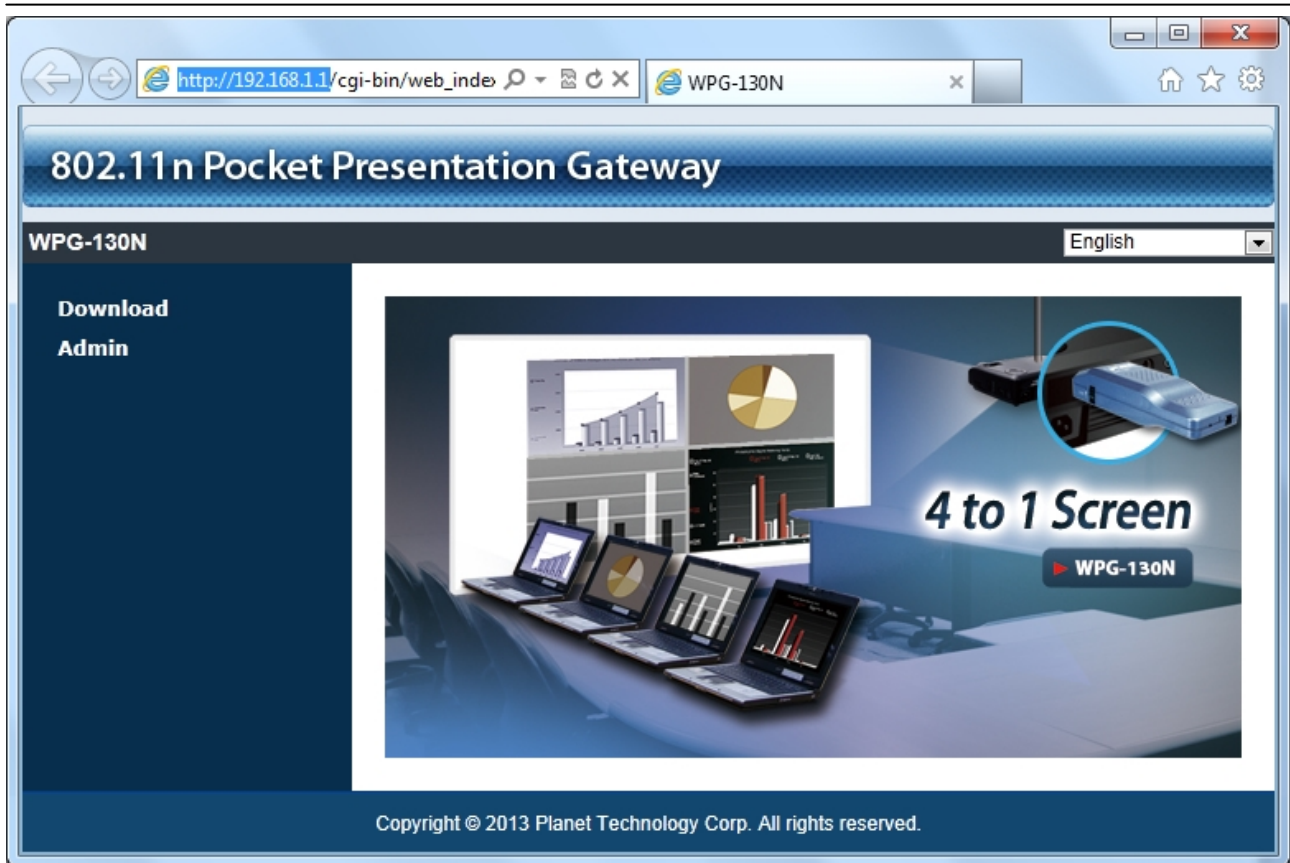 http://192.168.1.1/cgi-bin/web_index
WPG-130N
802.11n Pocket Presentation Gateway
WPG-130N
English
Download
Admin
4 to 1 Screen
WPG-130N
Copyright © 2013 Planet Technology Corp. All rights reserved.